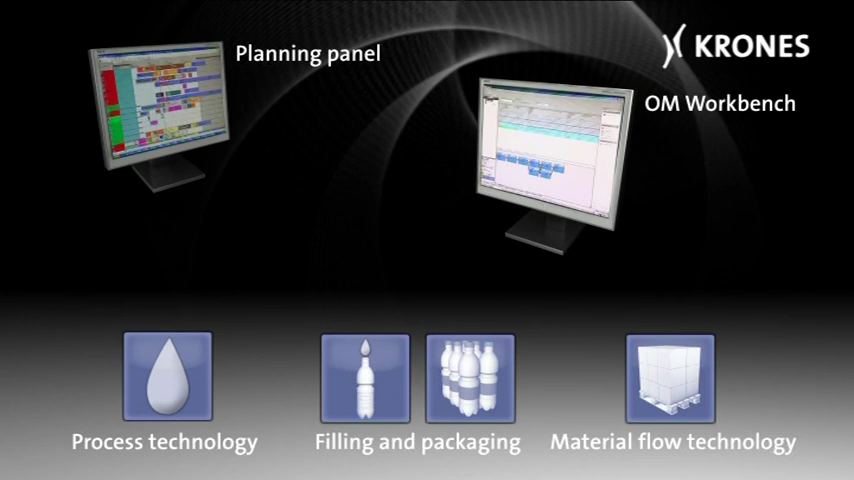 Planning panel
KRONES
OM Workbench
Process technology
Filling and packaging
Material flow technology